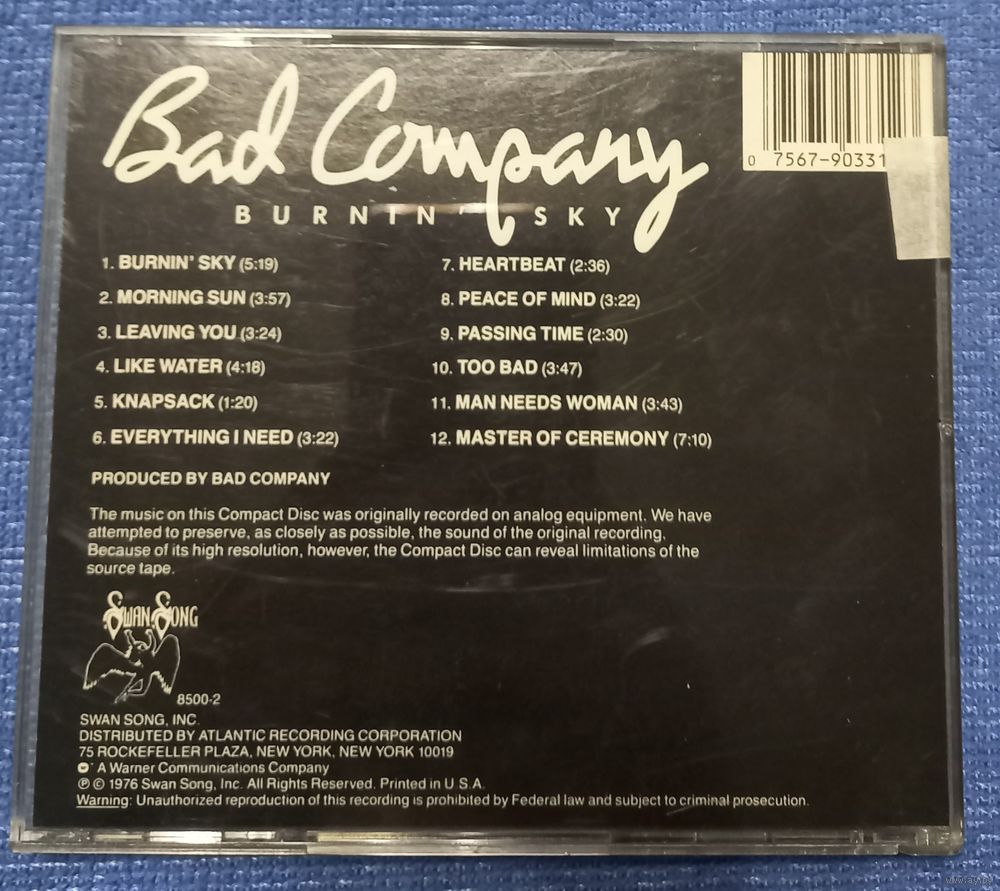 Bad Company
BURNIN' SKY
0 7567-90331
1. BURNIN' SKY (5:19)
2. MORNING SUN (3:57)
3. LEAVING YOU (3:24)
4. LIKE WATER (4:18)
5. KNAPSACK (1:20)
6. EVERYTHING I NEED (3:22)
7. HEARTBEAT (2:36)
8. PEACE OF MIND (3:22)
9. PASSING TIME (2:30)
10. TOO BAD (3:47)
11. MAN NEEDS WOMAN (3:43)
12. MASTER OF CEREMONY (7:10)
PRODUCED BY BAD COMPANY
The music on this Compact Disc was originally recorded on analog equipment. We have
attempted to preserve, as closely as possible, the sound of the original recording.
Because of its high resolution, however, the Compact Disc can reveal limitations of the
source tape.
SWAN SONG
8500-2
SWAN SONG, INC.
DISTRIBUTED BY ATLANTIC RECORDING CORPORATION
75 ROCKEFELLER PLAZA, NEW YORK, NEW YORK 10019
A Warner Communications Company
℗ © 1976 Swan Song, Inc. All Rights Reserved. Printed in U.S.A.
Warning: Unauthorized reproduction of this recording is prohibited by Federal law and subject to criminal prosecution.